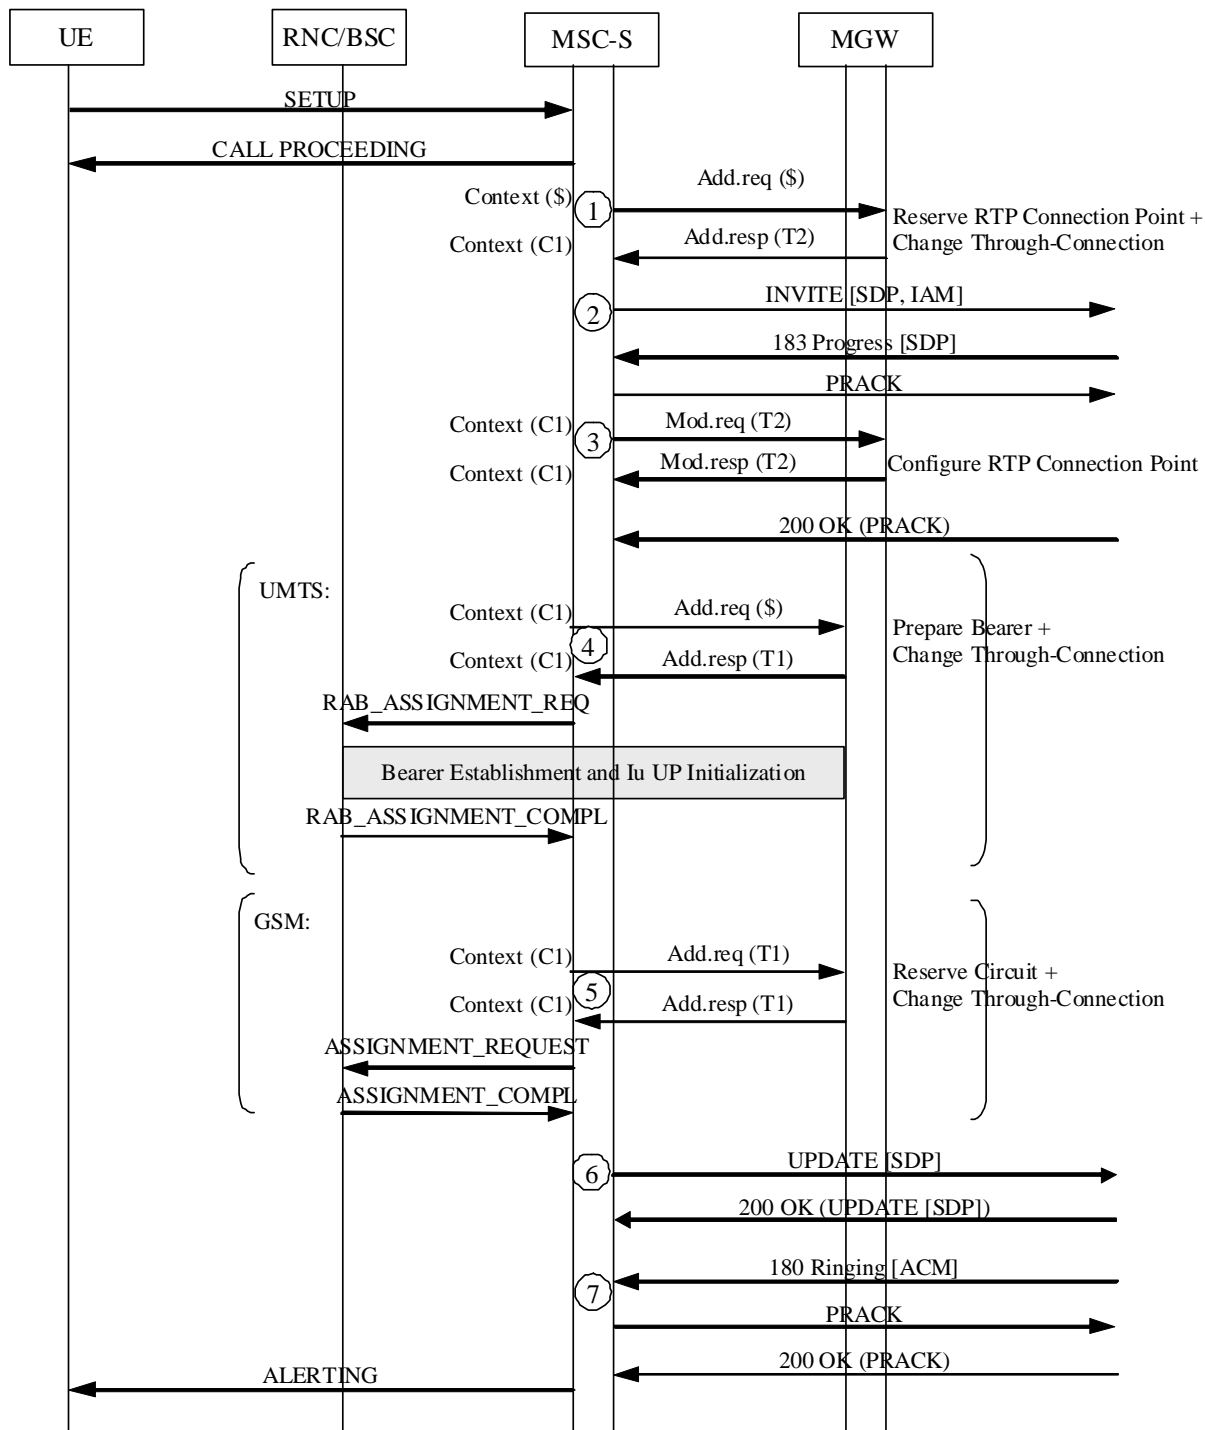 UE
RNC/BSC
MSC-S
MGW
SETUP
CALL PROCEEDING
Context ($)
1
Add.req ($)
Reserve RTP Connection Point +
Change Through-Connection
Context (C1)
Add.resp (T2)
2
INVITE [SDP, IAM]
183 Progress [SDP]
PRACK
Context (C1)
3
Mod.req (T2)
Context (C1)
Mod.resp (T2)
Configure RTP Connection Point
200 OK (PRACK)
UMTS:
Context (C1)
4
Add.req ($)
Prepare Bearer +
Change Through-Connection
Context (C1)
Add.resp (T1)
RAB_ASSIGNMENT_REQ
Bearer Establishment and Iu UP Initialization
RAB_ASSIGNMENT_COMPL
GSM:
Context (C1)
5
Add.req (T1)
Reserve Circuit +
Change Through-Connection
Context (C1)
Add.resp (T1)
ASSIGNMENT_REQUEST
ASSIGNMENT_COMPL
6
UPDATE [SDP]
200 OK (UPDATE [SDP])
7
180 Ringing [ACM]
PRACK
200 OK (PRACK)
ALERTING